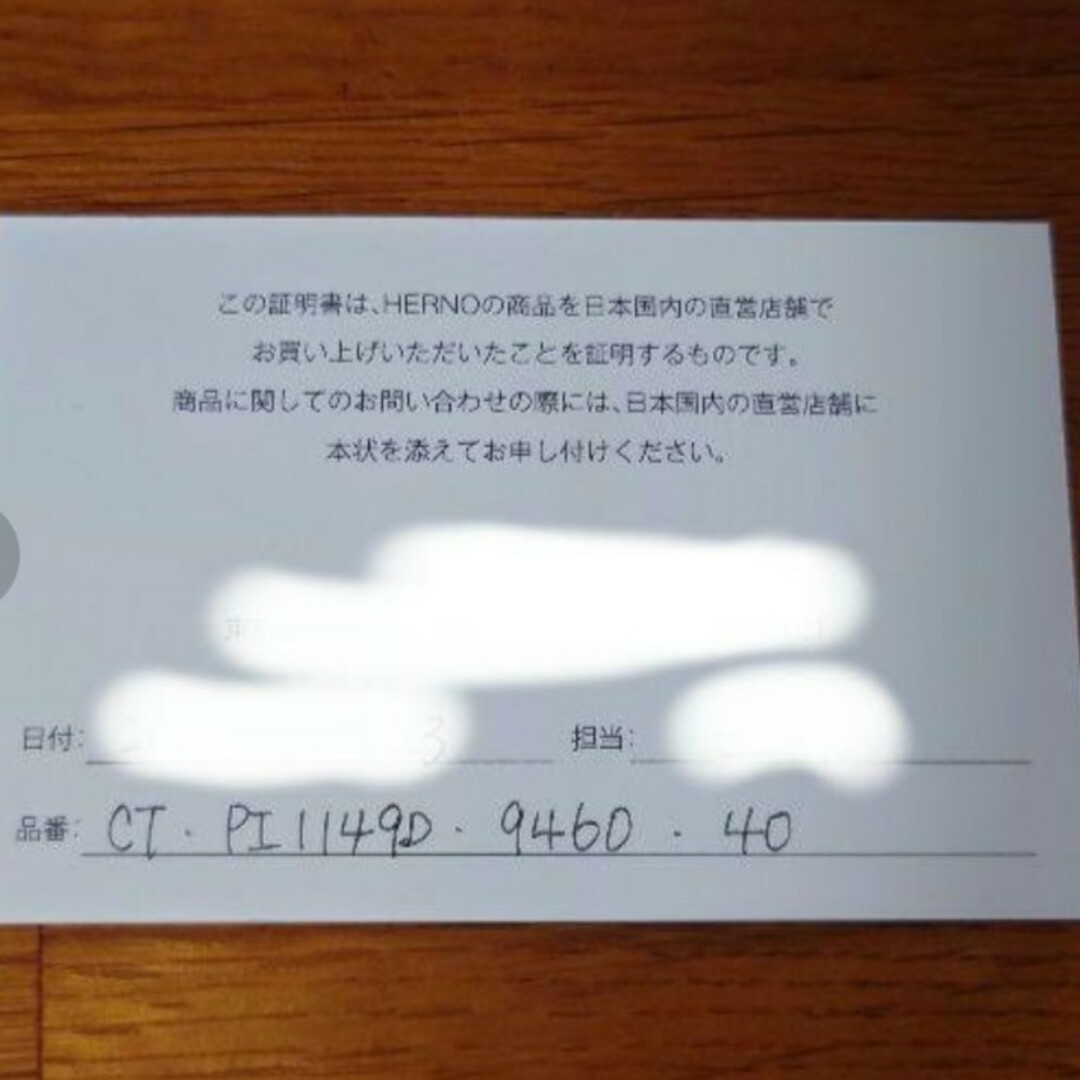 この証明書は、HERNOの商品を日本国内の直営店舗で
お買い上げいただいたことを証明するものです。
商品に関してのお問い合わせの際には、日本国内の直営店舗に
本状を添えてお申し付けください。
日付: 3
担当:
品番: CT・PI1149D・9460・40